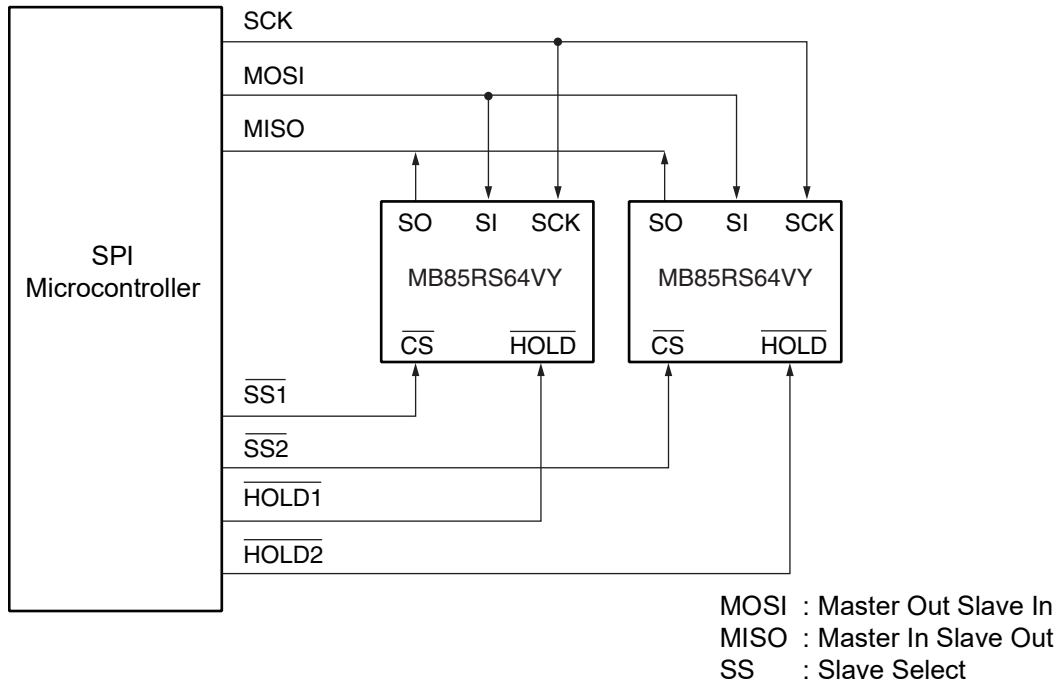 SCK
MOSI
MISO
SPI
Microcontroller
SO SI SCK
MB85RS64VY
CS HOLD
SO SI SCK
MB85RS64VY
CS HOLD
SS1
SS2
HOLD1
HOLD2
MOSI : Master Out Slave In
MISO : Master In Slave Out
SS : Slave Select